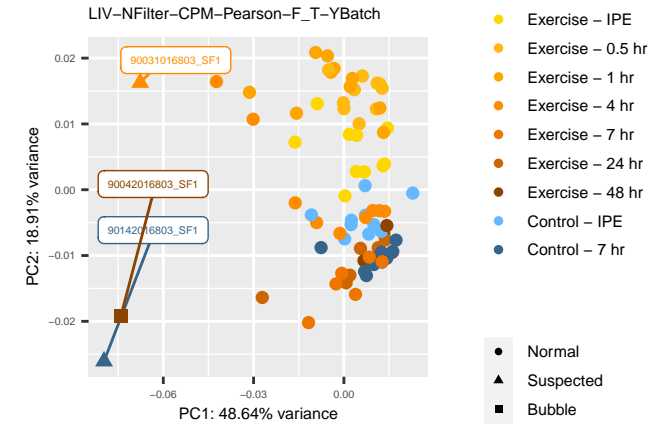 LIV−NFilter−CPM−Pearson−F_T−YBatch
90031016803_SF1
90042016803_SF1
90142016803_SF1
0.02
0.01
0.00
−0.01
−0.02
PC2: 18.91% variance
−0.06
−0.03
0.00
PC1: 48.64% variance
Exercise − IPE
Exercise − 0.5 hr
Exercise − 1 hr
Exercise − 4 hr
Exercise − 7 hr
Exercise − 24 hr
Exercise − 48 hr
Control − IPE
Control − 7 hr
Normal
Suspected
Bubble